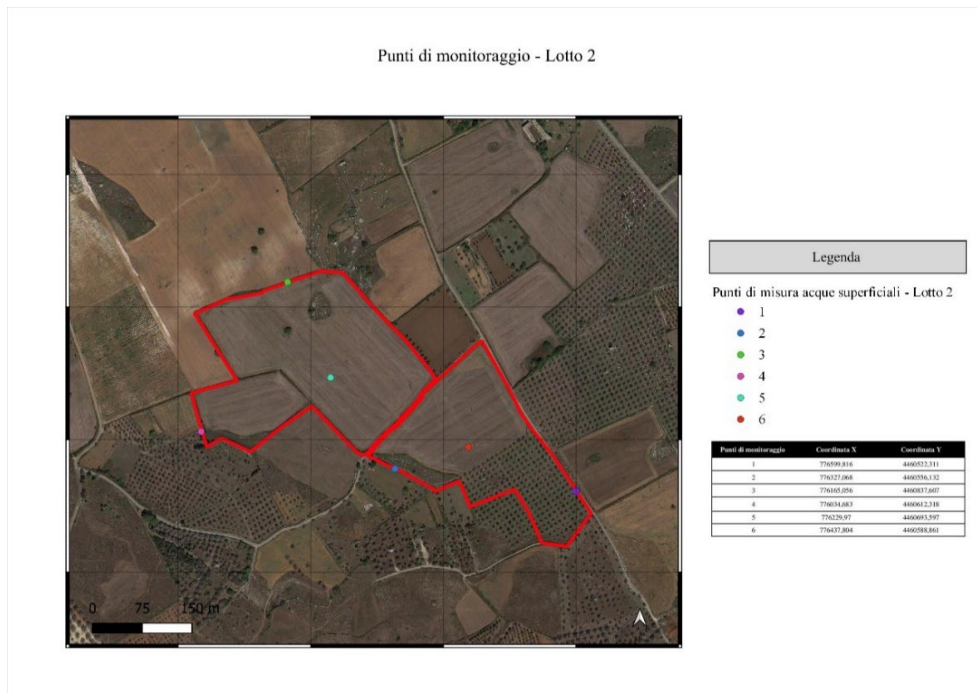 Punti di monitoraggio - Lotto 2
0 75 150 m
Legenda
Punti di misura acque superficiali - Lotto 2
1
2
3
4
5
6
Punti di monitoraggio Coordinata X Coordinata Y
1 776599,816 4460522,311
2 776327,060 4460556,132
3 776165,056 4460837,607
4 776034,683 4460612,318
5 776229,97 4460693,597
6 776437,804 4460588,861